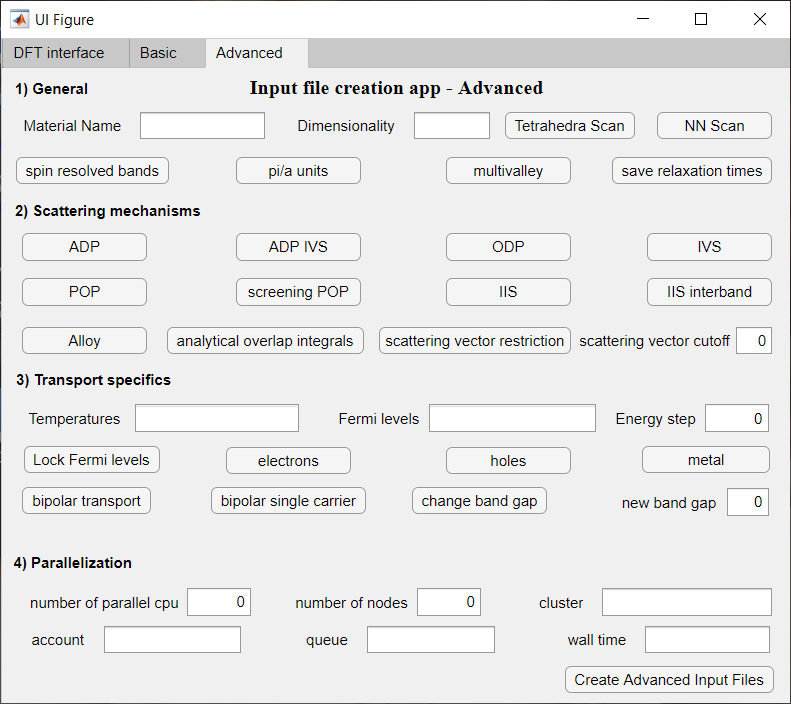 UI Figure
DFT interface Basic Advanced
1) General Input file creation app - Advanced
Material Name Dimensionality Tetrahedra Scan NN Scan
spin resolved bands pi/a units multivalley save relaxation times
2) Scattering mechanisms
ADP ADP IVS ODP IVS
POP screening POP IIS IIS interband
Alloy analytical overlap integrals scattering vector restriction scattering vector cutoff 0
3) Transport specifics
Temperatures Fermi levels Energy step 0
Lock Fermi levels electrons holes metal
bipolar transport bipolar single carrier change band gap new band gap 0
4) Parallelization
number of parallel cpu 0 number of nodes 0 cluster
account queue wall time
Create Advanced Input Files